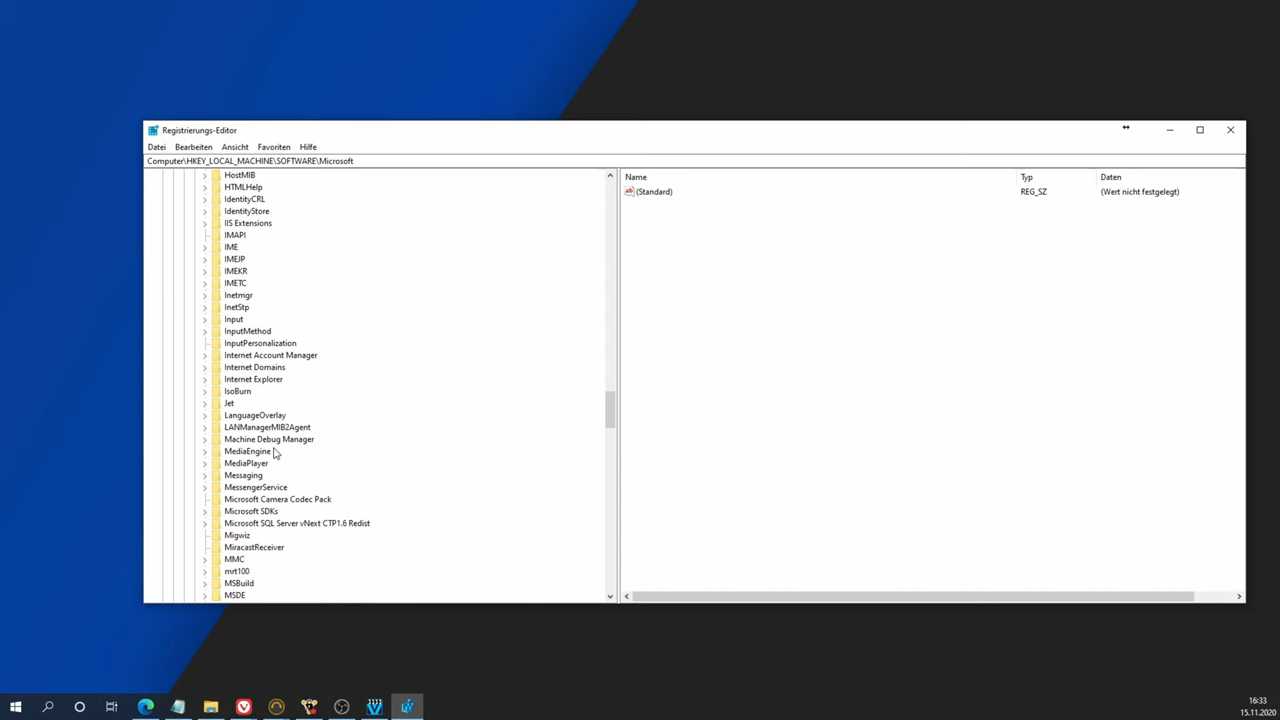 Registrierungs-Editor
Datei Bearbeiten Ansicht Favoriten Hilfe
Computer\HKEY_LOCAL_MACHINE\SOFTWARE\Microsoft
HostMIB
HTMLHelp
IdentityCRL
IdentityStore
IIS Extensions
IMAPI
IME
IMEJP
IMEKR
IMETC
Inetmgr
InetStp
Input
InputMethod
InputPersonalization
Internet Account Manager
Internet Domains
Internet Explorer
IsoBurn
Jet
LanguageOverlay
LANManagerMIB2Agent
Machine Debug Manager
MediaEngine
MediaPlayer
Messaging
MessengerService
Microsoft Camera Codec Pack
Microsoft SDKs
Microsoft SQL Server vNext CTP1.6 Redist
Migwiz
MiracastReceiver
MMC
mrt100
MSBuild
MSDE
Name Typ Daten
(Standard) REG_SZ (Wert nicht festgelegt)
16:33
15.11.2020